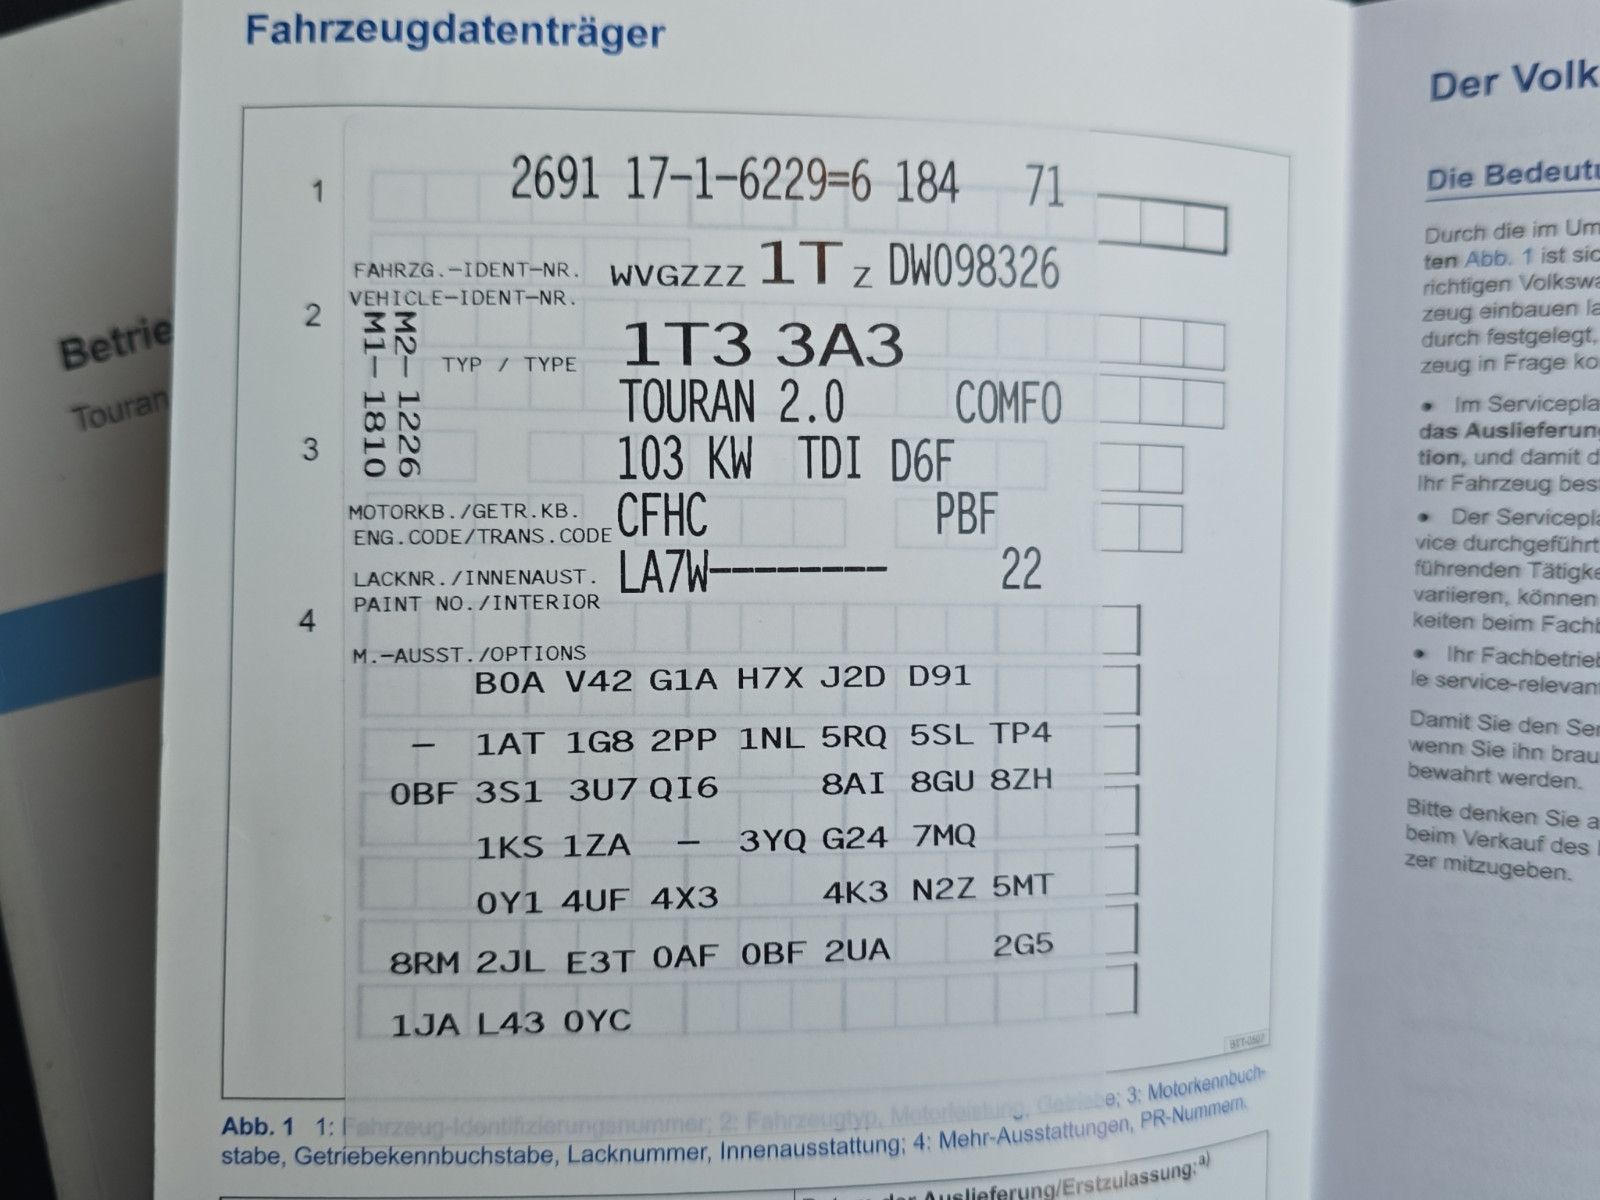 Fahrzeugdatenträger
1
2691 17-1-6229=6 184 71
FAHRZG.-IDENT-NR. WVGZZZ 1T Z DW098326
VEHICLE-IDENT-NR.
2
M2- 1226
M1- 1810
1T3 3A3
TYP / TYPE
TOURAN 2.0 COMFO
3
103 KW TDI D6F
MOTORKB./GETR.KB. CFHC PBF
ENG.CODE/TRANS.CODE
LACKNR./INNENAUST. LA7W--------- 22
PAINT NO./INTERIOR
4
M.-AUSST./OPTIONS
B0A V42 G1A H7X J2D D91
- 1AT 1G8 2PP 1NL 5RQ 5SL TP4
0BF 3S1 3U7 QI6 8AI 8GU 8ZH
1KS 1ZA - 3YQ G24 7MQ
0Y1 4UF 4X3 4K3 N2Z 5MT
8RM 2JL E3T 0AF 0BF 2UA 2G5
1JA L43 0YC
Abb. 1 1: Fahrzeug-Identifizierungsnummer; 2: Fahrzeugtyp, Motorleistung, Getriebe; 3: Motorkennbuch-
stabe, Getriebekennbuchstabe, Lacknummer, Innenausstattung; 4: Mehr-Ausstattungen, PR-Nummern.
der Auslieferung/Erstzulassung:a)
Betrie
Touran
Der Volk
Die Bedeutu
Durch die im Um
ten Abb. 1 ist sic
richtigen Volkswa
zeug einbauen la
durch festgelegt,
zeug in Frage ko
• Im Servicepla
das Auslieferun
tion, und damit d
Ihr Fahrzeug bes
• Der Servicepla
vice durchgeführt
führenden Tätigke
variieren, können
keiten beim Fachb
• Ihr Fachbetrieb
le service-relevan
Damit Sie den Ser
wenn Sie ihn brau
bewahrt werden.
Bitte denken Sie a
beim Verkauf des
zer mitzugeben.